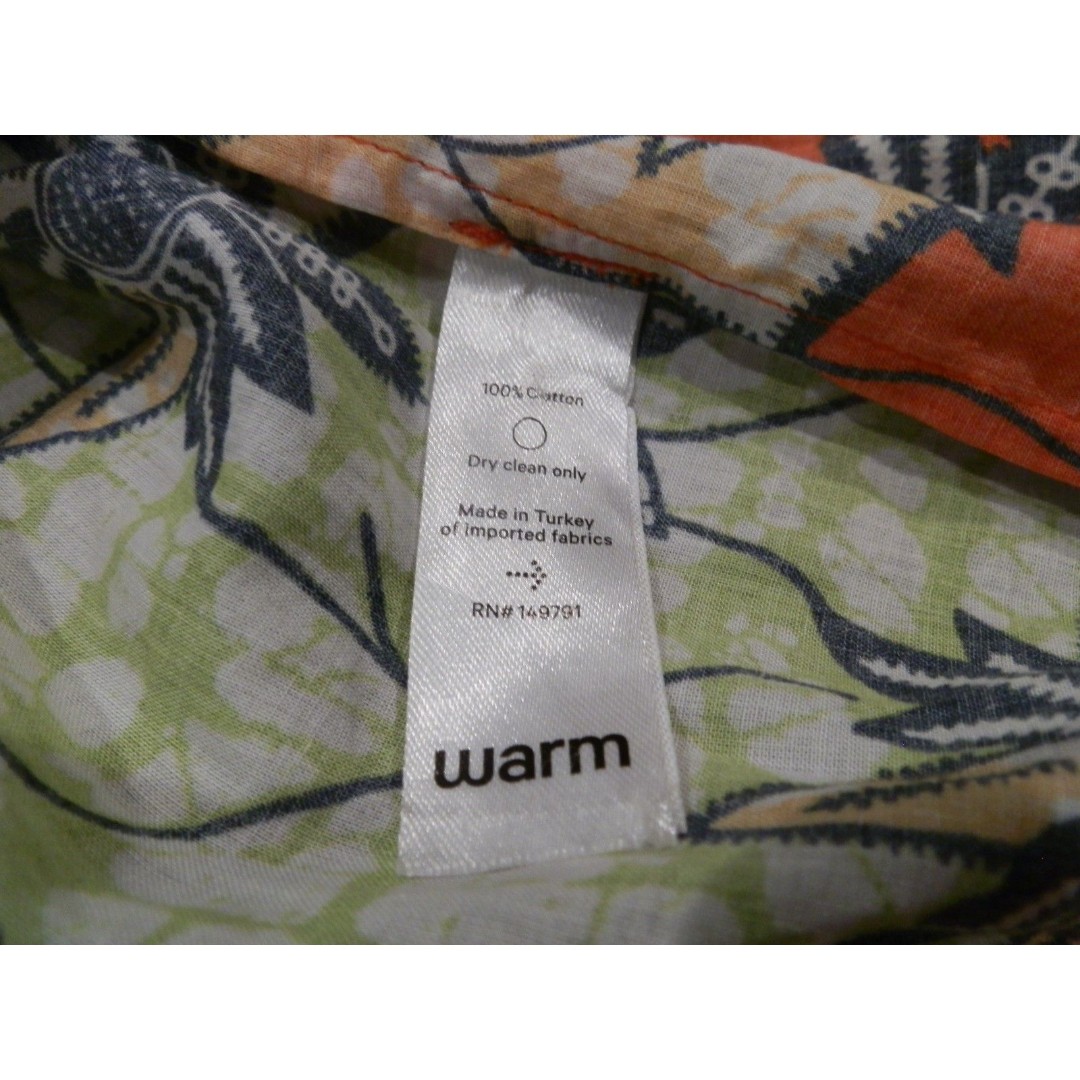 100% Cotton
Dry clean only
Made in Turkey
of imported fabrics
RN# 149791
warm